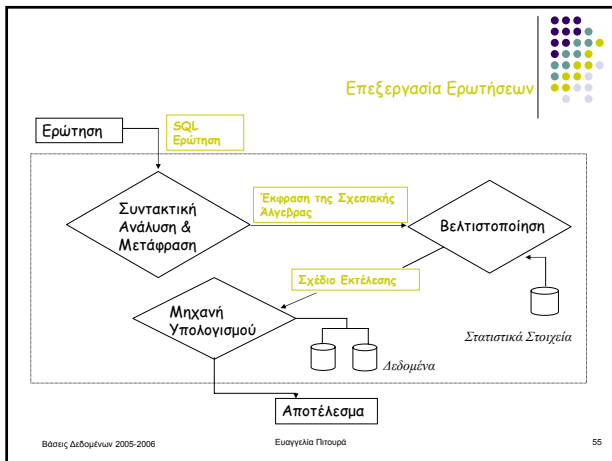 Επεξεργασία Ερωτήσεων
Ερώτηση
SQL
Ερώτηση
Συντακτική
Ανάλυση &
Μετάφραση
Έκφραση της Σχεσιακής
Άλγεβρας
Βελτιστοποίηση
Σχέδιο Εκτέλεσης
Μηχανή
Υπολογισμού
Στατιστικά Στοιχεία
Δεδομένα
Αποτέλεσμα
Βάσεις Δεδομένων 2005-2006
Ευαγγελία Πιτουρά
55